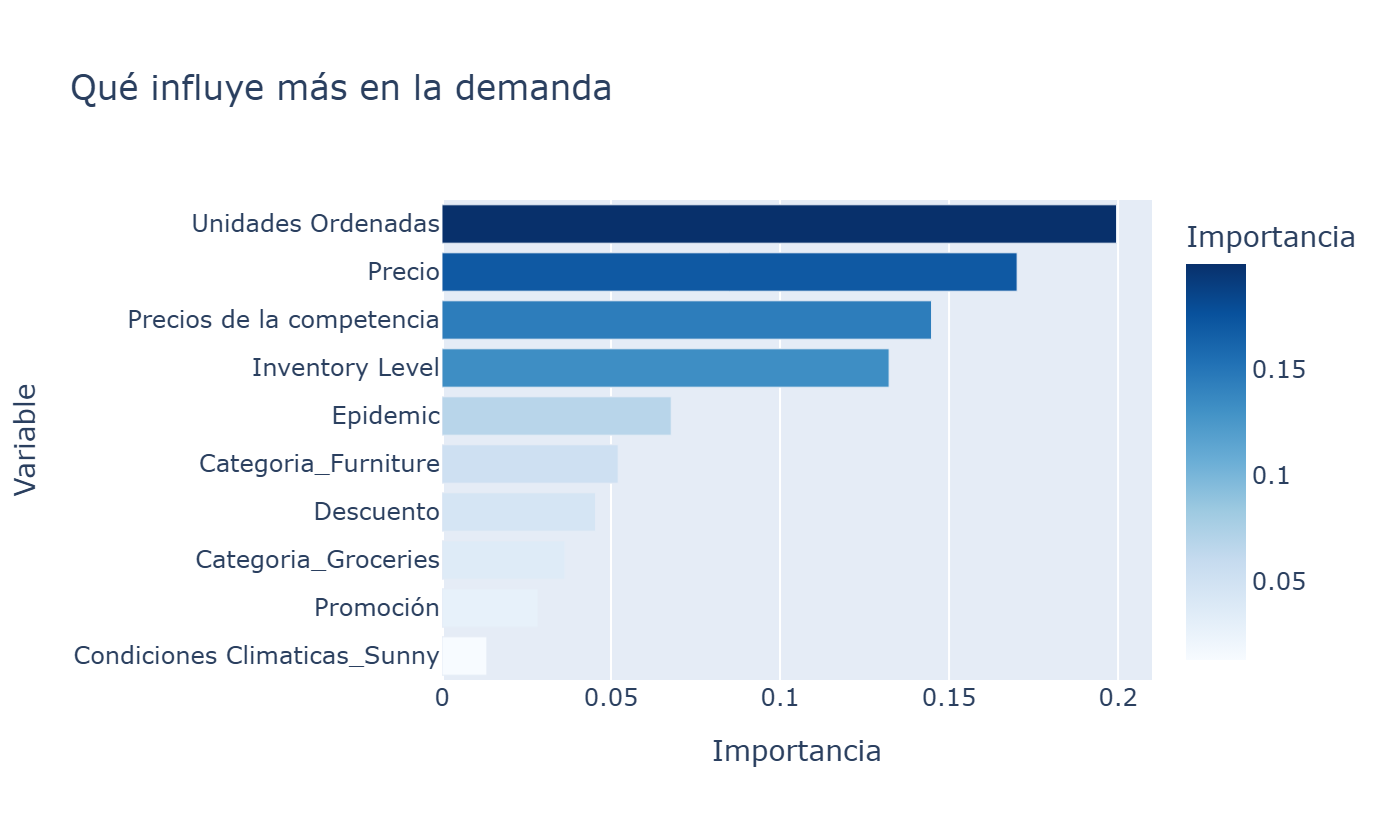 Qué influye más en la demanda
Variable
Unidades Ordenadas
Precio
Precios de la competencia
Inventory Level
Epidemic
Categoria_Furniture
Descuento
Categoria_Groceries
Promoción
Condiciones Climaticas_Sunny
0
0.05
0.1
0.15
0.2
Importancia
Importancia
0.15
0.1
0.05